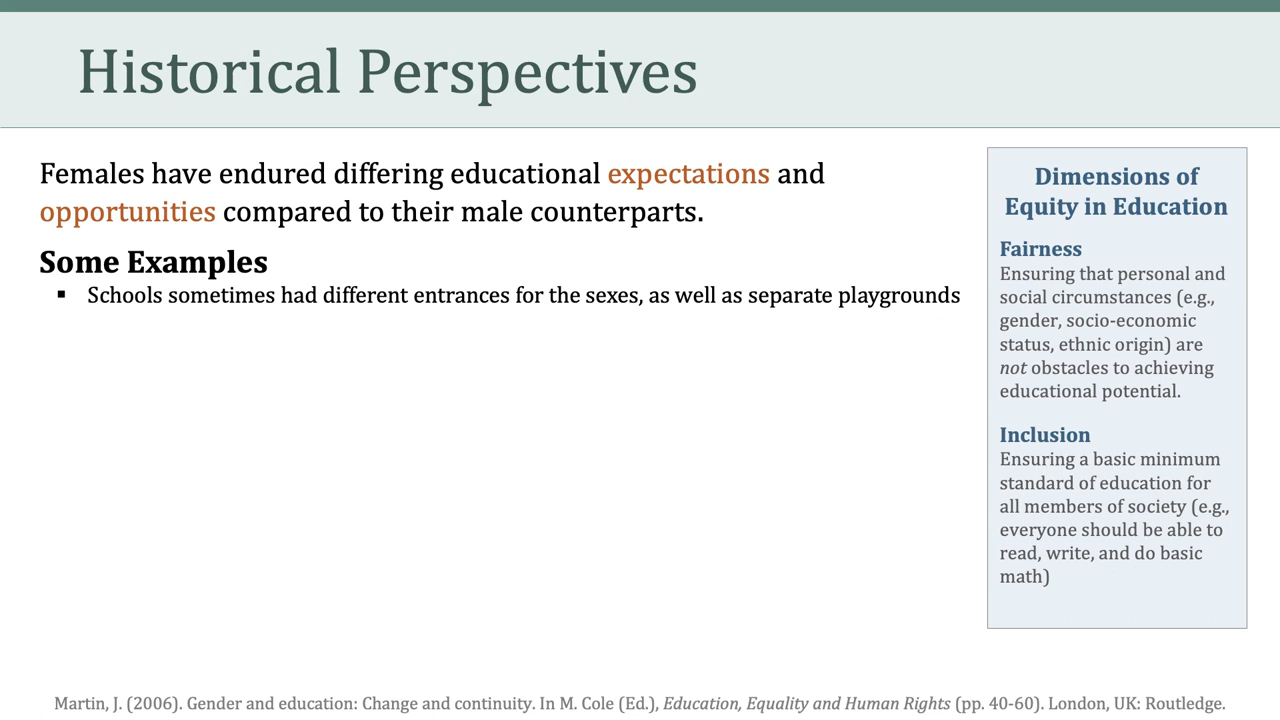 Historical Perspectives
Females have endured differing educational expectations and
opportunities compared to their male counterparts.
Some Examples
▪ Schools sometimes had different entrances for the sexes, as well as separate playgrounds
Dimensions of
Equity in Education
Fairness
Ensuring that personal and
social circumstances (e.g.,
gender, socio-economic
status, ethnic origin) are
not obstacles to achieving
educational potential.
Inclusion
Ensuring a basic minimum
standard of education for
all members of society (e.g.,
everyone should be able to
read, write, and do basic
math)
Martin, J. (2006). Gender and education: Change and continuity. In M. Cole (Ed.), Education, Equality and Human Rights (pp. 40-60). London, UK: Routledge.